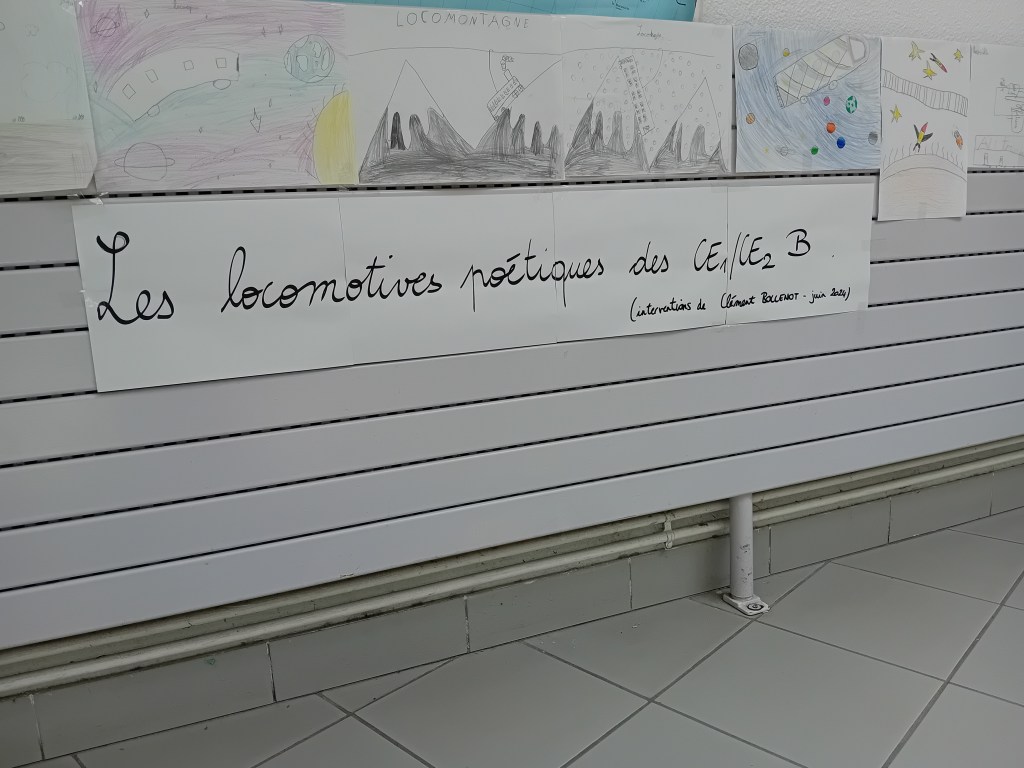 LOCOMONTAGNE
Les locomotives poétiques des CE1/CE2 B.
(interventions de Clément BOLLENOT - juin 2024)